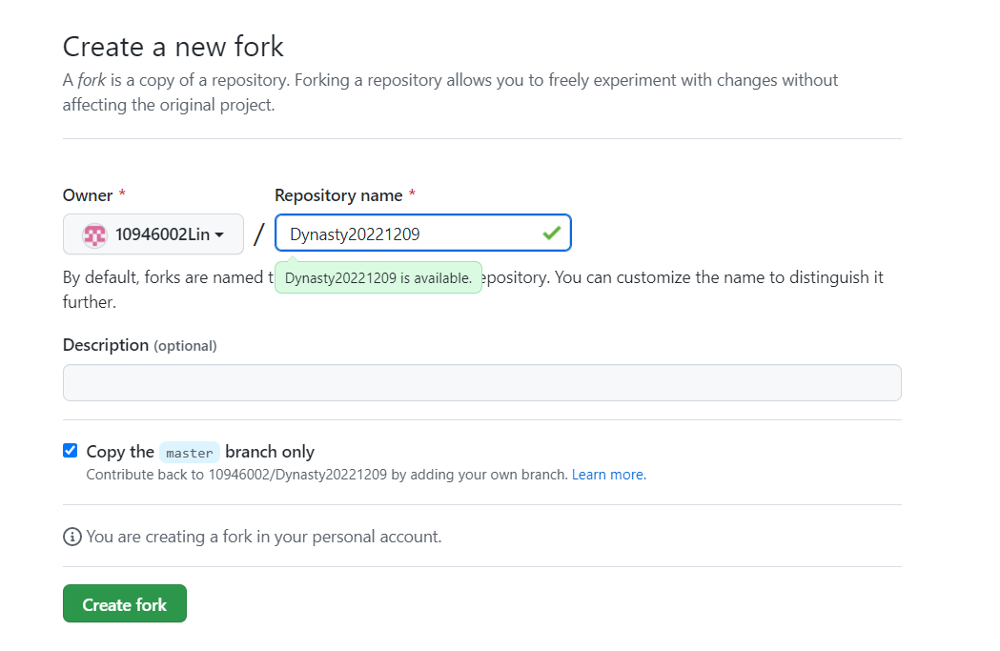 Create a new fork
A fork is a copy of a repository. Forking a repository allows you to freely experiment with changes without
affecting the original project.
Owner *
Repository name *
10946002Lin
/
Dynasty20221209
Dynasty20221209 is available.
By default, forks are named t epository. You can customize the name to distinguish it
further.
Description (optional)
Copy the master branch only
Contribute back to 10946002/Dynasty20221209 by adding your own branch. Learn more.
You are creating a fork in your personal account.
Create fork